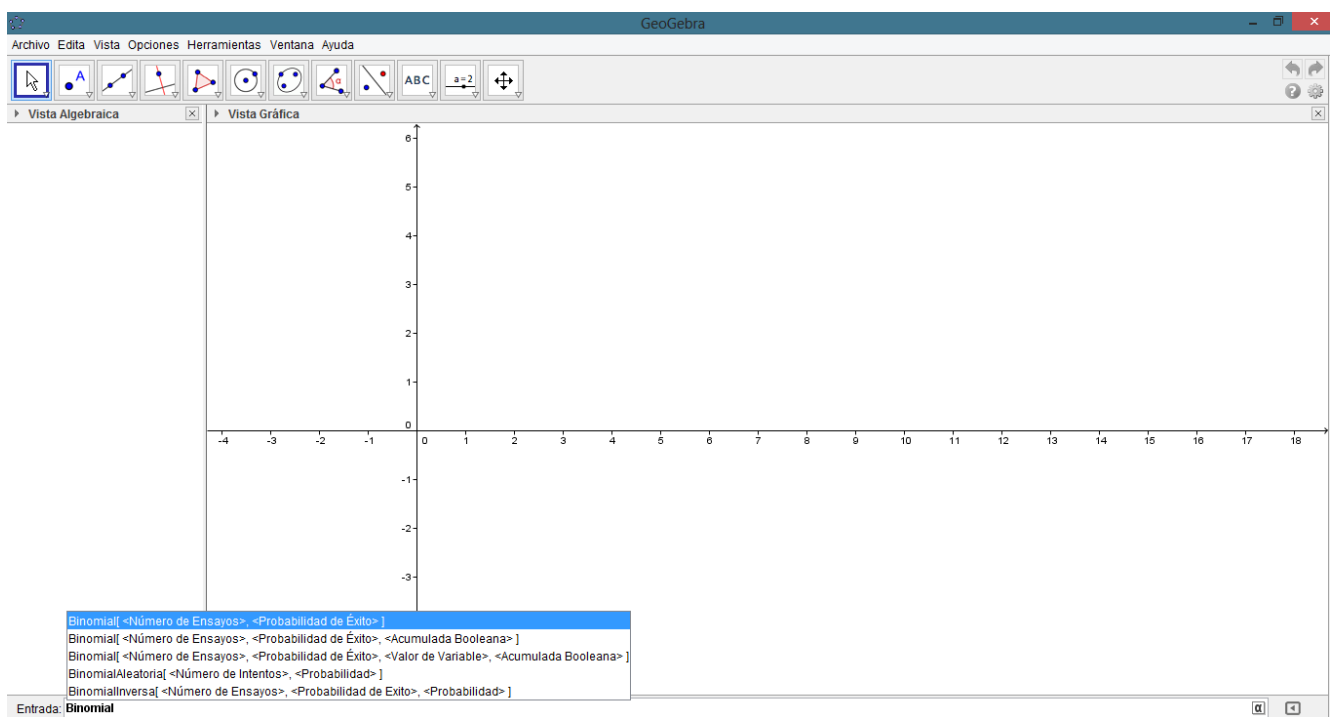 GeoGebra
Archivo Edita Vista Opciones Herramientas Ventana Ayuda
A
α
ABC
a=2
Vista Algebraica
Vista Gráfica
6
5
4
3
2
1
0
-4 -3 -2 -1 0 1 2 3 4 5 6 7 8 9 10 11 12 13 14 15 16 17 18
-1
-2
-3
Binomial[ <Número de Ensayos>, <Probabilidad de Éxito> ]
Binomial[ <Número de Ensayos>, <Probabilidad de Éxito>, <Acumulada Booleana> ]
Binomial[ <Número de Ensayos>, <Probabilidad de Éxito>, <Valor de Variable>, <Acumulada Booleana> ]
BinomialAleatoria[ <Número de Intentos>, <Probabilidad> ]
BinomialInversa[ <Número de Ensayos>, <Probabilidad de Exito>, <Probabilidad> ]
Entrada: Binomial
α